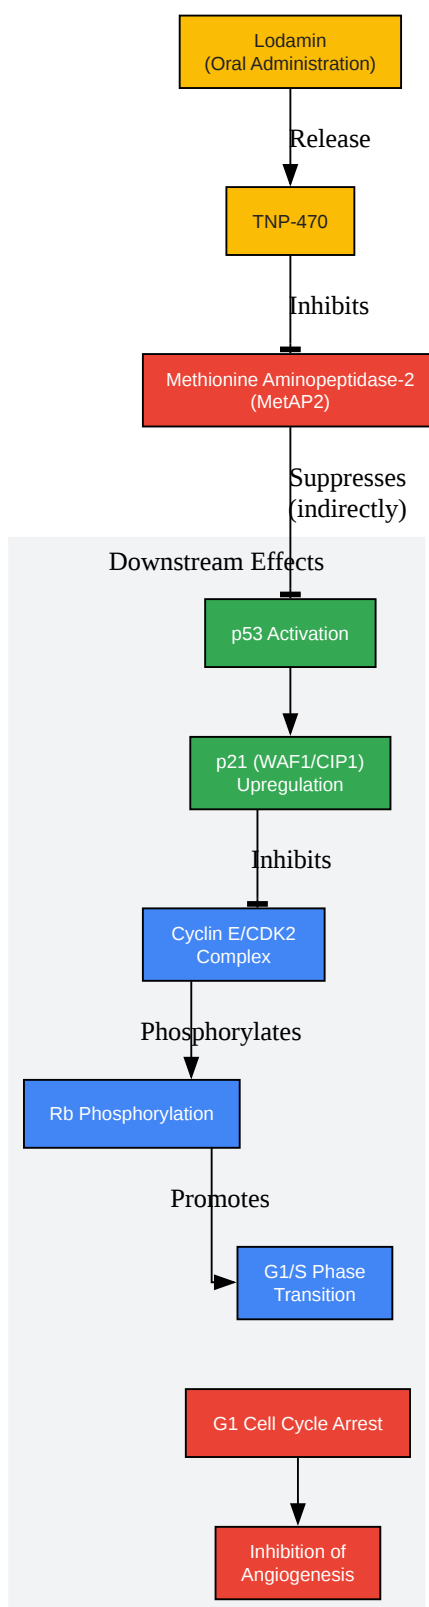 Lodamin
(Oral Administration)
Release
TNP-470
Inhibits
Methionine Aminopeptidase-2
(MetAP2)
Suppresses
(indirectly)
Downstream Effects
p53 Activation
p21 (WAF1/CIP1)
Upregulation
Inhibits
Cyclin E/CDK2
Complex
Phosphorylates
Rb Phosphorylation
Promotes
G1/S Phase
Transition
G1 Cell Cycle Arrest
Inhibition of
Angiogenesis